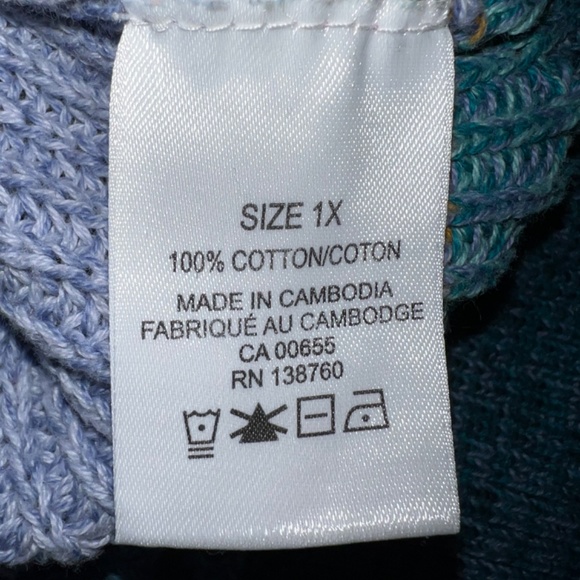 SIZE 1X
100% COTTON/COTON
MADE IN CAMBODIA
FABRIQUÉ AU CAMBODGE
CA 00655
RN 138760